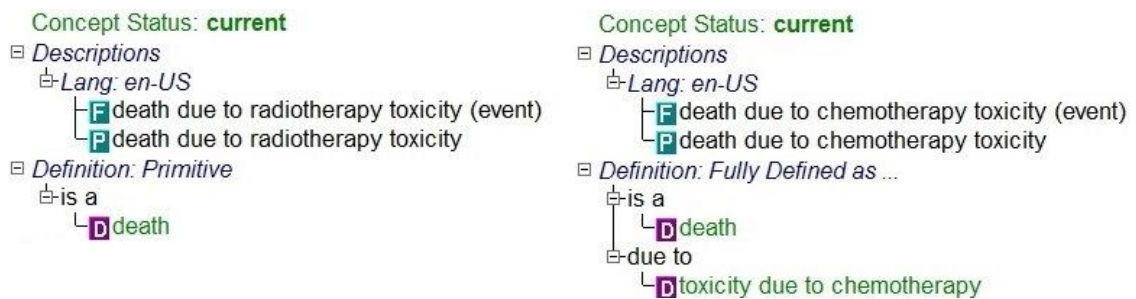 Concept Status: current
Descriptions
Lang: en-US
F death due to radiotherapy toxicity (event)
P death due to radiotherapy toxicity
Definition: Primitive
is a
D death
Concept Status: current
Descriptions
Lang: en-US
F death due to chemotherapy toxicity (event)
P death due to chemotherapy toxicity
Definition: Fully Defined as ...
is a
D death
due to
D toxicity due to chemotherapy